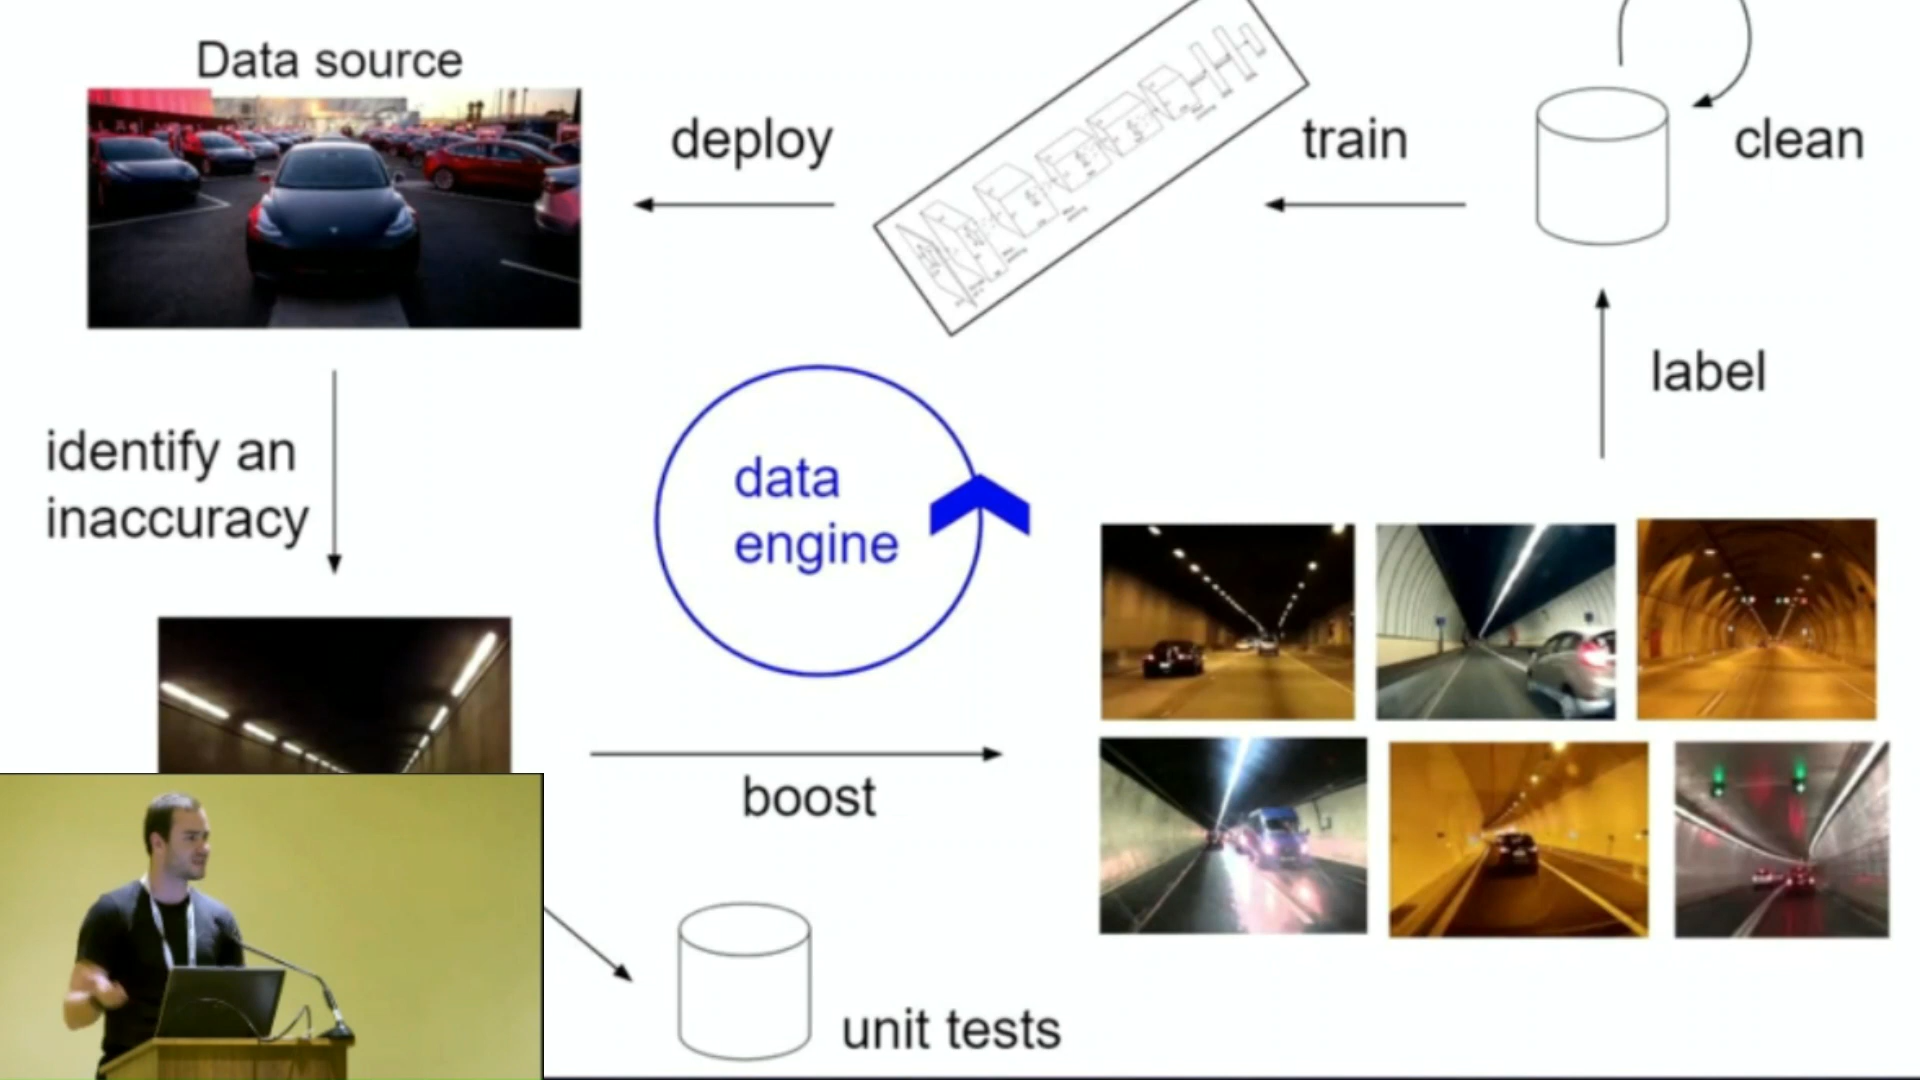 Data source
deploy
train
clean
label
identify an
inaccuracy
data
engine
boost
unit tests